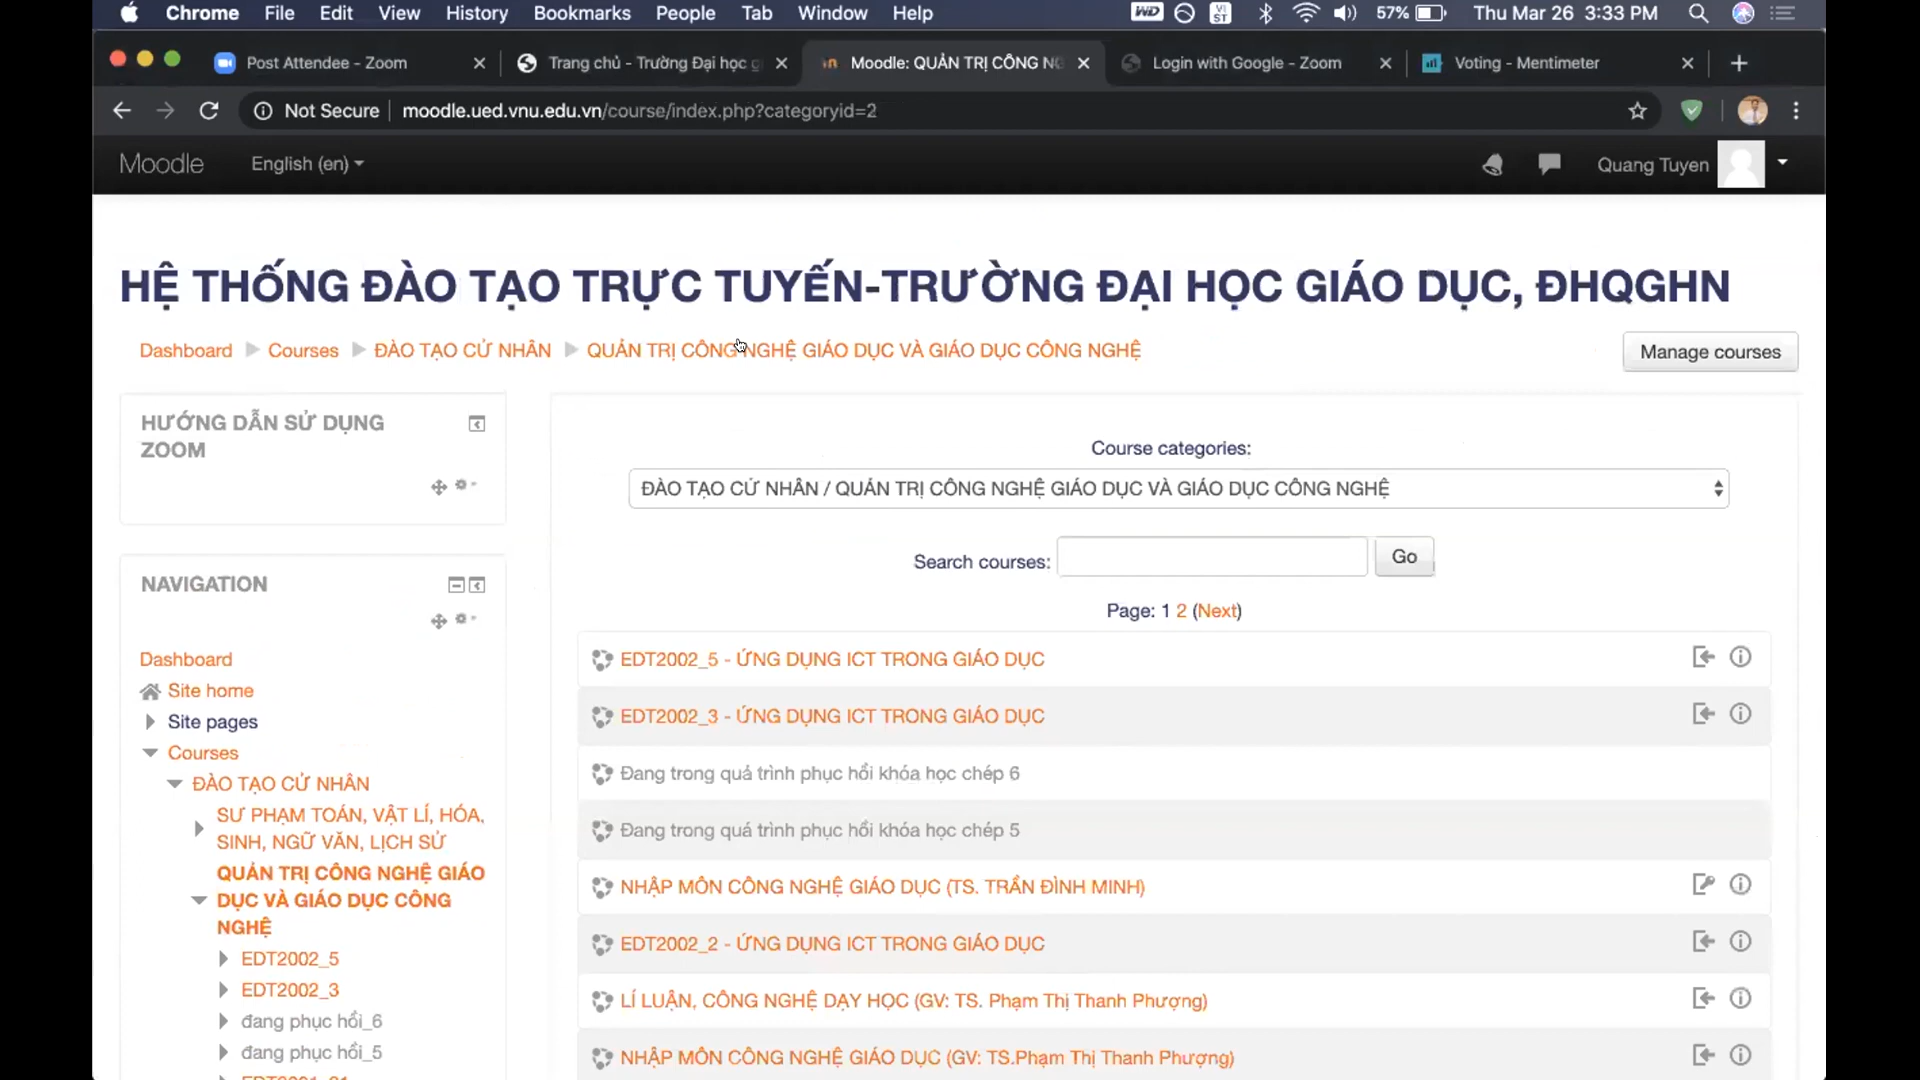 Chrome File Edit View History Bookmarks People Tab Window Help WD VI ST 57% Thu Mar 26 3:33 PM
Post Attendee - Zoom Trang chủ - Trường Đại học g Moodle: QUẢN TRỊ CÔNG NG Login with Google - Zoom Voting - Mentimeter
Not Secure moodle.ued.vnu.edu.vn/course/index.php?categoryid=2
Moodle English (en) Quang Tuyen
HỆ THỐNG ĐÀO TẠO TRỰC TUYẾN-TRƯỜNG ĐẠI HỌC GIÁO DỤC, ĐHQGHN
Dashboard Courses ĐÀO TẠO CỬ NHÂN QUẢN TRỊ CÔNG NGHỆ GIÁO DỤC VÀ GIÁO DỤC CÔNG NGHỆ Manage courses
HƯỚNG DẪN SỬ DỤNG
ZOOM
NAVIGATION
Dashboard
Site home
Site pages
Courses
ĐÀO TẠO CỬ NHÂN
SƯ PHẠM TOÁN, VẬT LÍ, HÓA,
SINH, NGỮ VĂN, LỊCH SỬ
QUẢN TRỊ CÔNG NGHỆ GIÁO
DỤC VÀ GIÁO DỤC CÔNG
NGHỆ
EDT2002_5
EDT2002_3
đang phục hồi_6
đang phục hồi_5
Course categories:
ĐÀO TẠO CỬ NHÂN / QUẢN TRỊ CÔNG NGHỆ GIÁO DỤC VÀ GIÁO DỤC CÔNG NGHỆ
Search courses: Go
Page: 1 2 (Next)
EDT2002_5 - ỨNG DỤNG ICT TRONG GIÁO DỤC
EDT2002_3 - ỨNG DỤNG ICT TRONG GIÁO DỤC
Đang trong quá trình phục hồi khóa học chép 6
Đang trong quá trình phục hồi khóa học chép 5
NHẬP MÔN CÔNG NGHỆ GIÁO DỤC (TS. TRẦN ĐÌNH MINH)
EDT2002_2 - ỨNG DỤNG ICT TRONG GIÁO DỤC
LÍ LUẬN, CÔNG NGHỆ DẠY HỌC (GV: TS. Phạm Thị Thanh Phượng)
NHẬP MÔN CÔNG NGHỆ GIÁO DỤC (GV: TS.Phạm Thị Thanh Phượng)